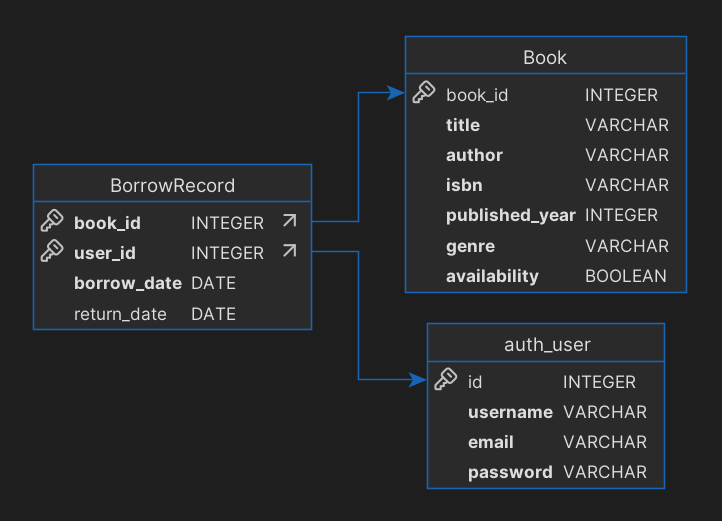 Book
book_id INTEGER
title VARCHAR
author VARCHAR
isbn VARCHAR
published_year INTEGER
genre VARCHAR
availability BOOLEAN
BorrowRecord
book_id INTEGER
user_id INTEGER
borrow_date DATE
return_date DATE
auth_user
id INTEGER
username VARCHAR
email VARCHAR
password VARCHAR